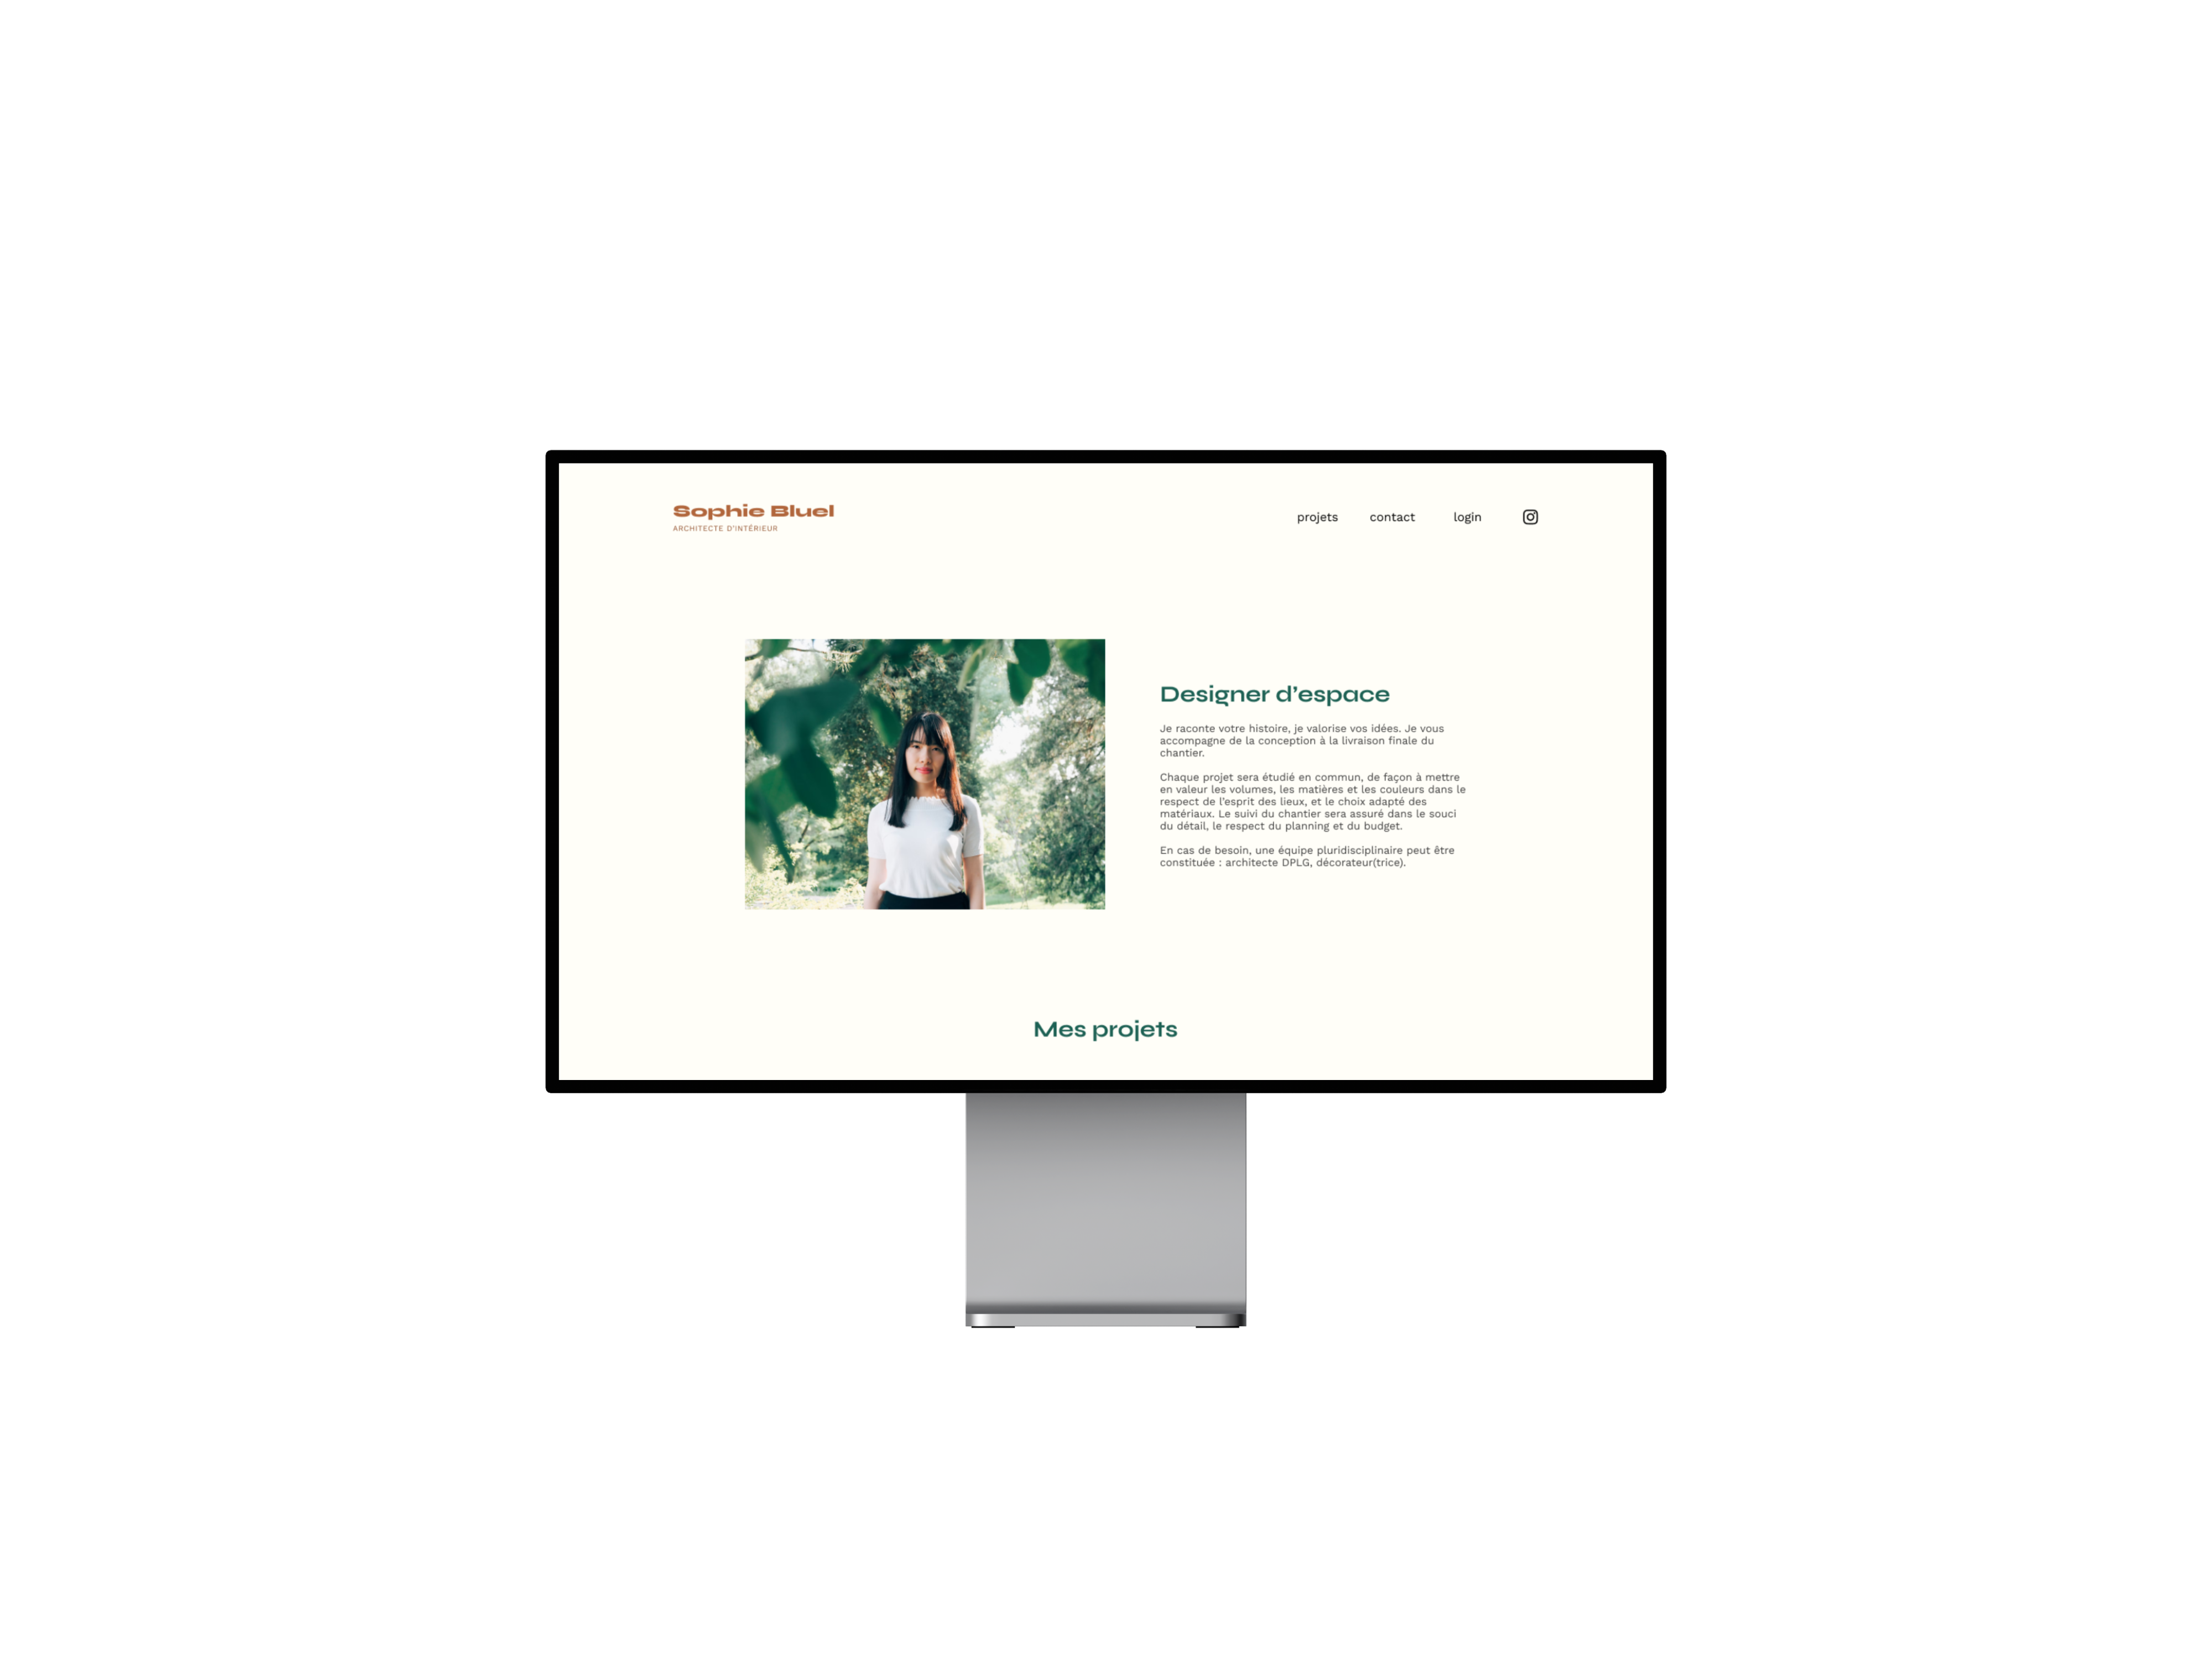 Sophie Bluel
ARCHITECTE D'INTÉRIEUR
projets contact login
Designer d’espace
Je raconte votre histoire, je valorise vos idées. Je vous
accompagne de la conception à la livraison finale du
chantier.
Chaque projet sera étudié en commun, de façon à mettre
en valeur les volumes, les matières et les couleurs dans le
respect de l’esprit des lieux, et le choix adapté des
matériaux. Le suivi du chantier sera assuré dans le souci
du détail, le respect du planning et du budget.
En cas de besoin, une équipe pluridisciplinaire peut être
constituée : architecte DPLG, décorateur(trice).
Mes projets